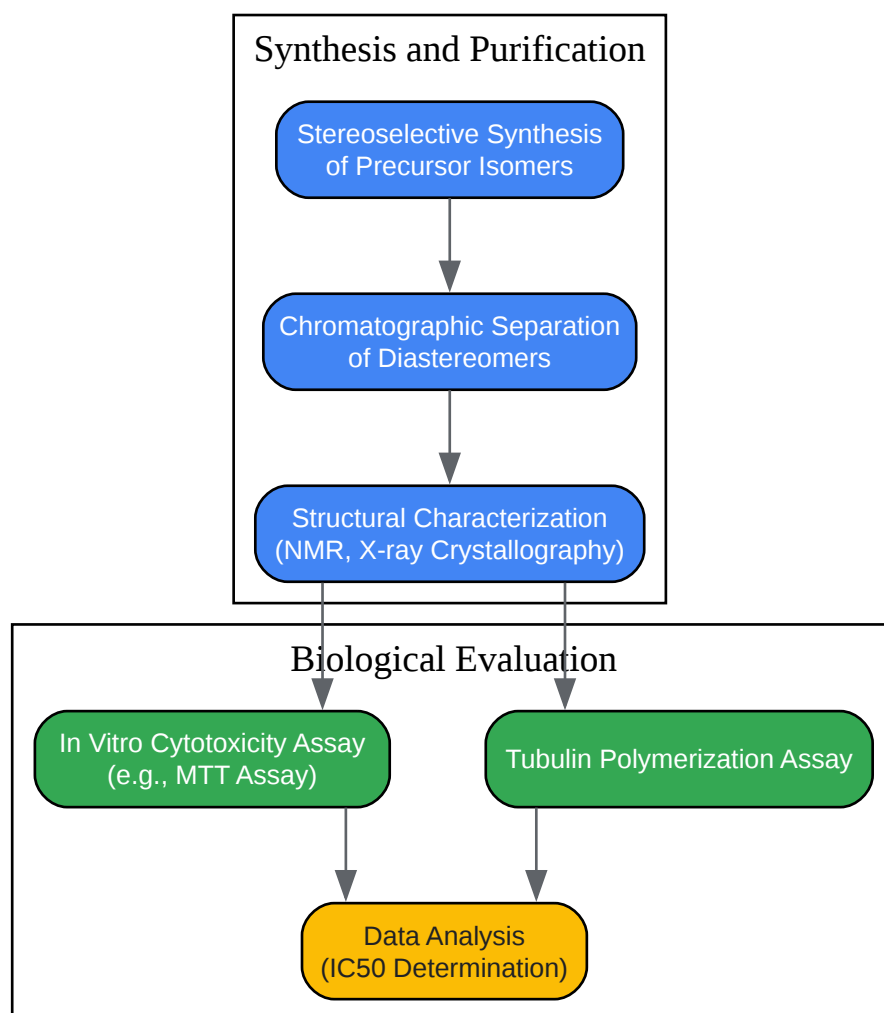 Synthesis and Purification
Stereoselective Synthesis
of Precursor Isomers
Chromatographic Separation
of Diastereomers
Structural Characterization
(NMR, X-ray Crystallography)
Biological Evaluation
In Vitro Cytotoxicity Assay
(e.g., MTT Assay)
Tubulin Polymerization Assay
Data Analysis
(IC50 Determination)